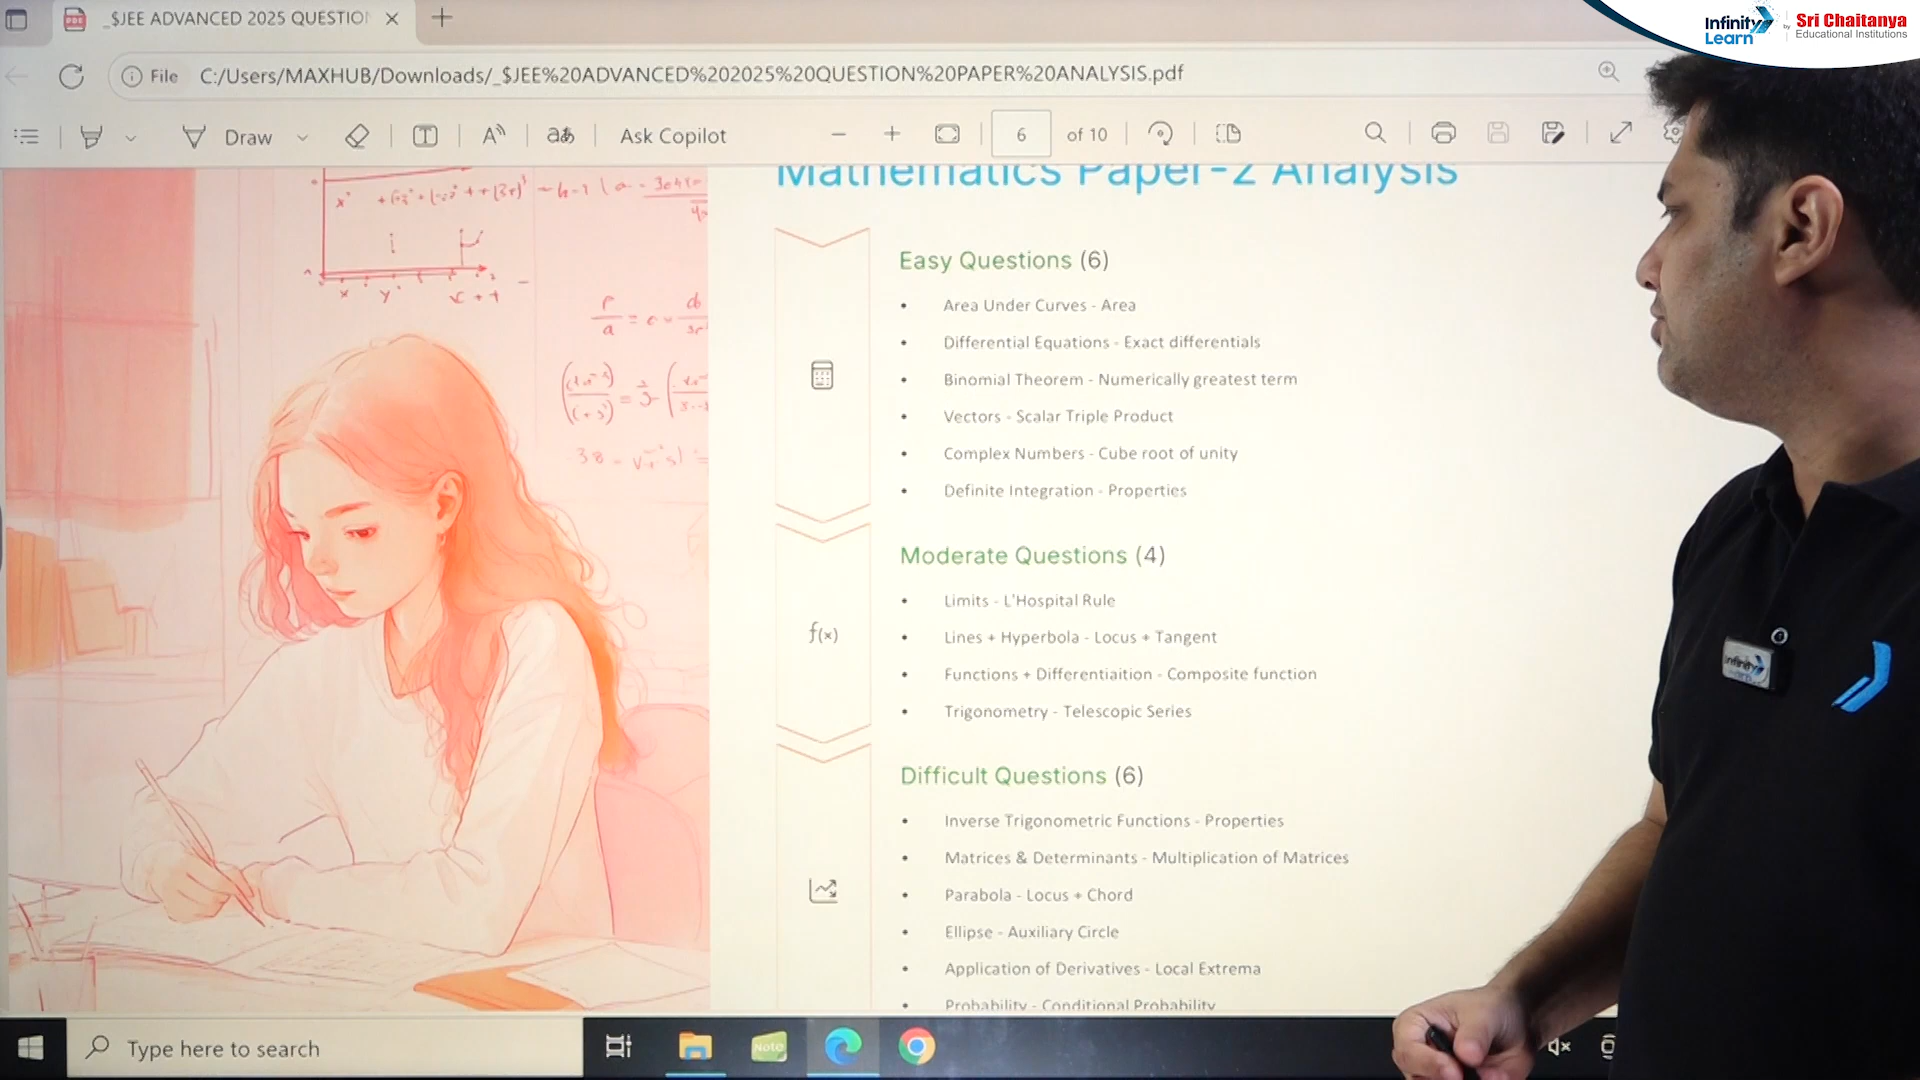 _$JEE ADVANCED 2025 QUESTION
Infinity Learn by Sri Chaitanya Educational Institutions
File C:/Users/MAXHUB/Downloads/_$JEE%20ADVANCED%202025%20QUESTION%20PAPER%20ANALYSIS.pdf
Draw Ask Copilot 6 of 10
Mathematics Paper-2 Analysis
Easy Questions (6)
• Area Under Curves - Area
• Differential Equations - Exact differentials
• Binomial Theorem - Numerically greatest term
• Vectors - Scalar Triple Product
• Complex Numbers - Cube root of unity
• Definite Integration - Properties
Moderate Questions (4)
f(x)
• Limits - L'Hospital Rule
• Lines + Hyperbola - Locus + Tangent
• Functions + Differentiaition - Composite function
• Trigonometry - Telescopic Series
Difficult Questions (6)
• Inverse Trigonometric Functions - Properties
• Matrices & Determinants - Multiplication of Matrices
• Parabola - Locus + Chord
• Ellipse - Auxiliary Circle
• Application of Derivatives - Local Extrema
• Probability - Conditional Probability
Infinity
Type here to search
Note